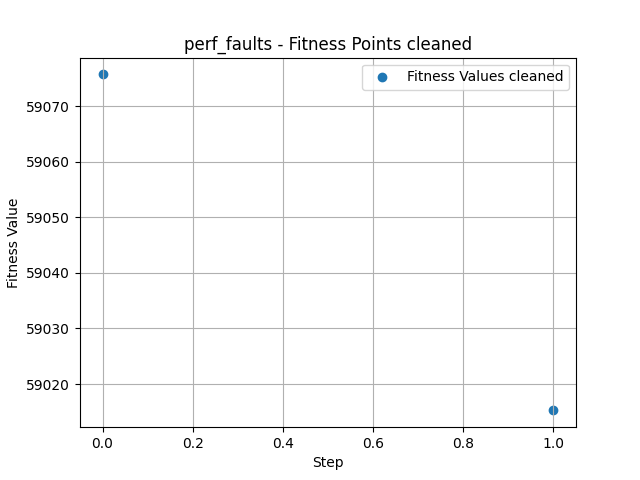 perf_faults - Fitness Points cleaned
Fitness Values cleaned
59070
59060
59050
59040
59030
59020
Fitness Value
0.0 0.2 0.4 0.6 0.8 1.0
Step